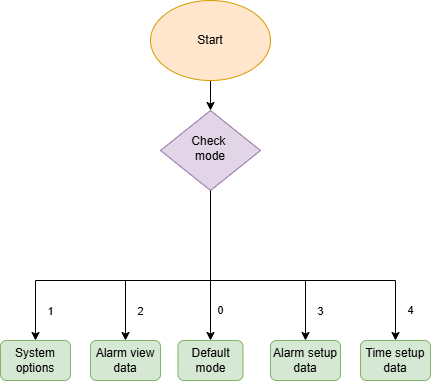 Start
Check
mode
1
2
0
3
4
System
options
Alarm view
data
Default
mode
Alarm setup
data
Time setup
data